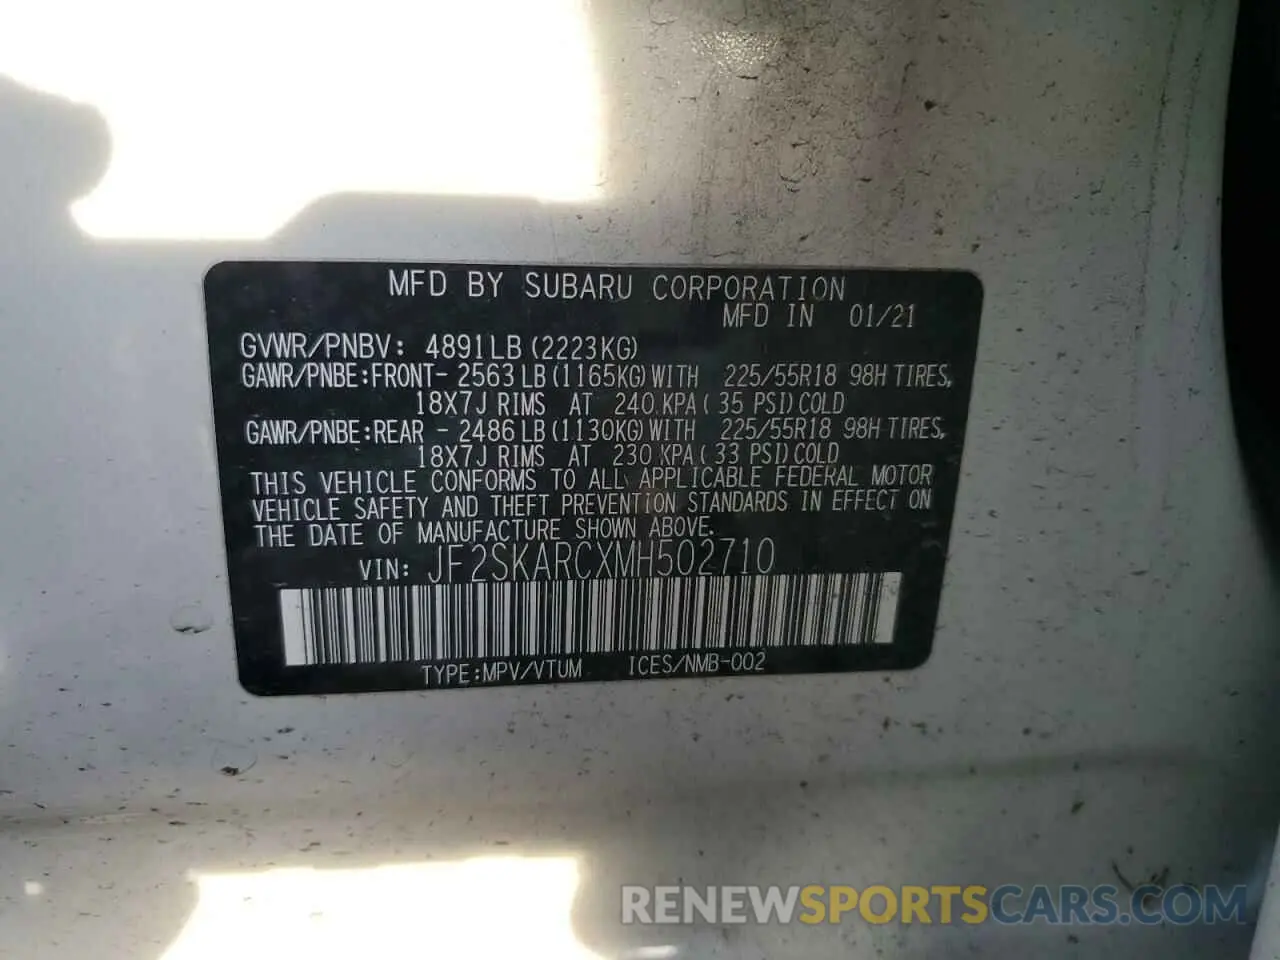 MFD BY SUBARU CORPORATION
MFD IN 01/21
GVWR/PNBV: 4891LB(2223KG)
GAWR/PNBE:FRONT- 2563LB(1165KG)WITH 225/55R18 98H TIRES,
18X7J RIMS AT 240 KPA( 35 PSI)COLD
GAWR/PNBE:REAR - 2486LB(1130KG)WITH 225/55R18 98H TIRES,
18X7J RIMS AT 230 KPA( 33 PSI)COLD
THIS VEHICLE CONFORMS TO ALL APPLICABLE FEDERAL MOTOR
VEHICLE SAFETY AND THEFT PREVENTION STANDARDS IN EFFECT ON
THE DATE OF MANUFACTURE SHOWN ABOVE.
VIN: JF2SKARCXMH502710
TYPE:MPV/VTUM ICES/NMB-002
RENEWSPORTSCARS.COM